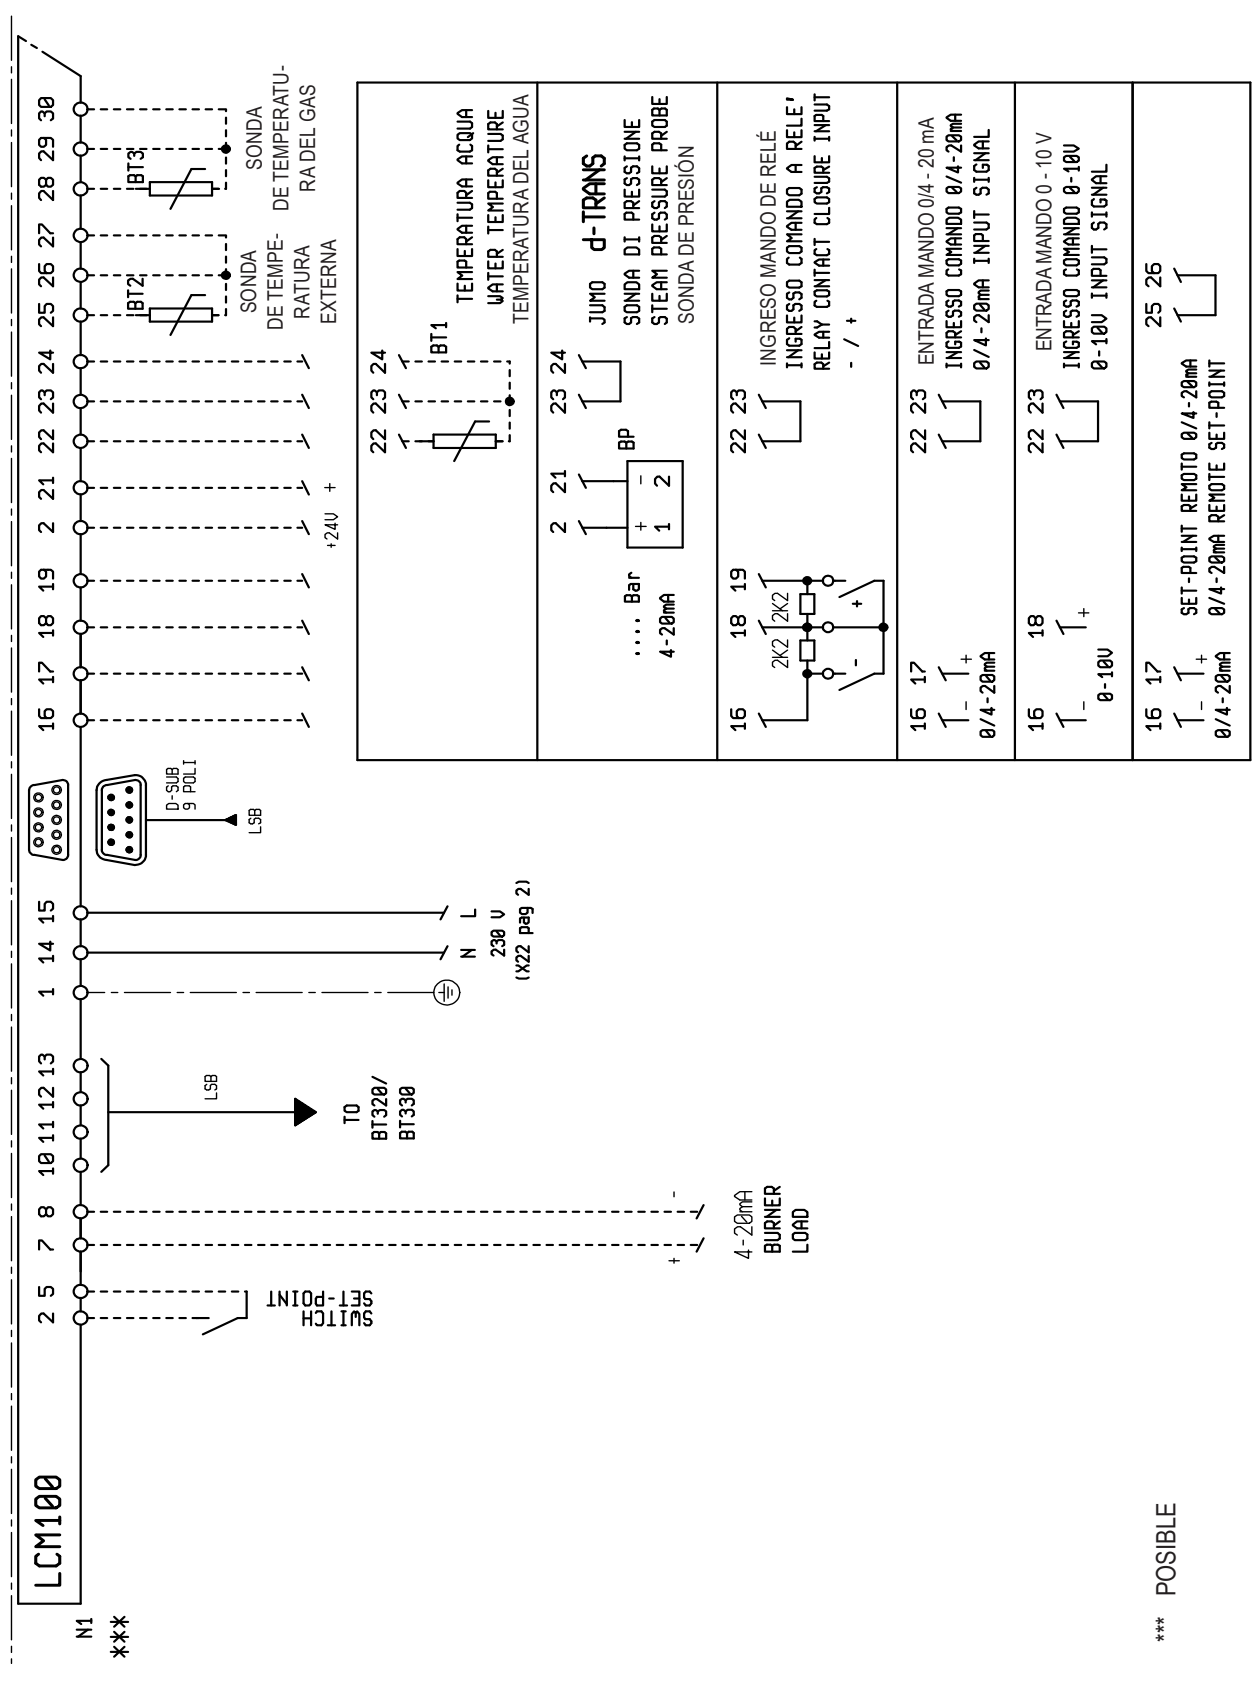 LCM100
N1
***
2 5 7 8 10 11 12 13 1 14 15 16 17 18 19 2 21 22 23 24 25 26 27 28 29 30
SWITCH
SET-POINT
+ -
4-20mA
BURNER
LOAD
LSB
TO
BT320/
BT330
N L
230 V
(X22 pag 2)
D-SUB
9 POLI
LSB
+24V +
BT2
SONDA
DE TEMPE-
RATURA
EXTERNA
BT3
SONDA
DE TEMPERATU-
RA DEL GAS
22 23 24
BT1
TEMPERATURA ACQUA
WATER TEMPERATURE
TEMPERATURA DEL AGUA
2 21 23 24
+ -
1 2
BP
.... Bar
4-20mA
JUMO d-TRANS
SONDA DI PRESSIONE
STEAM PRESSURE PROBE
SONDA DE PRESIÓN
16 18 19 22 23
2K2 2K2
- +
INGRESO MANDO DE RELÉ
INGRESSO COMANDO A RELE'
RELAY CONTACT CLOSURE INPUT
- / +
16 17 22 23
- +
0/4-20mA
ENTRADA MANDO 0/4 - 20 mA
INGRESSO COMANDO 0/4-20mA
0/4-20mA INPUT SIGNAL
16 18 22 23
- +
0-10V
ENTRADA MANDO 0 - 10 V
INGRESSO COMANDO 0-10V
0-10V INPUT SIGNAL
16 17 25 26
- +
0/4-20mA
SET-POINT REMOTO 0/4-20mA
0/4-20mA REMOTE SET-POINT
*** POSIBLE